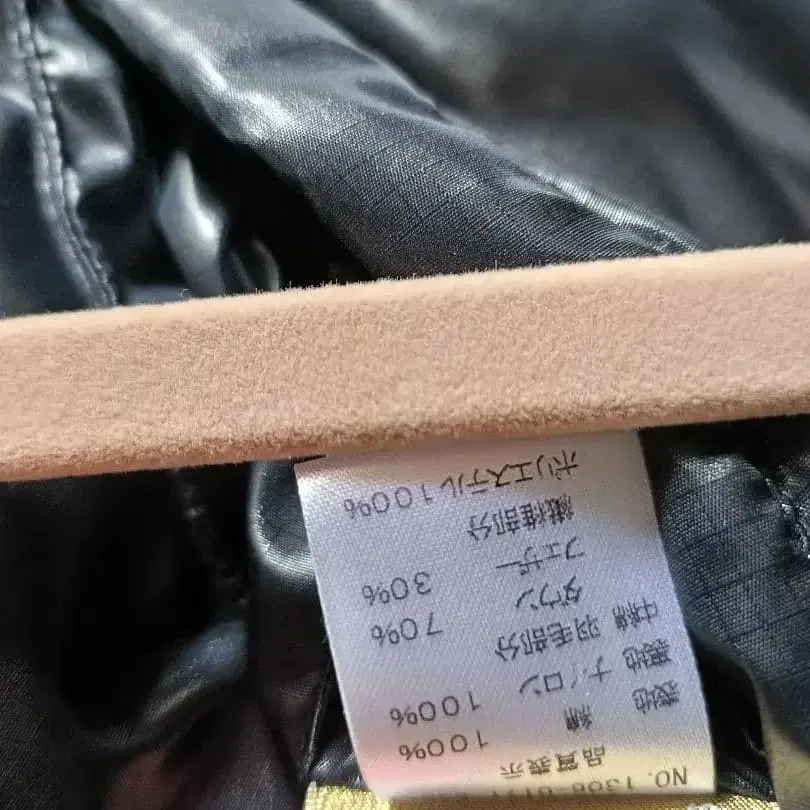 NO.
品質表示
表地 綿 100%
裏地 ナイロン 100%
中綿 羽毛部分
ダウン 70%
フェザー 30%
繊維部分
ポリエステル100%